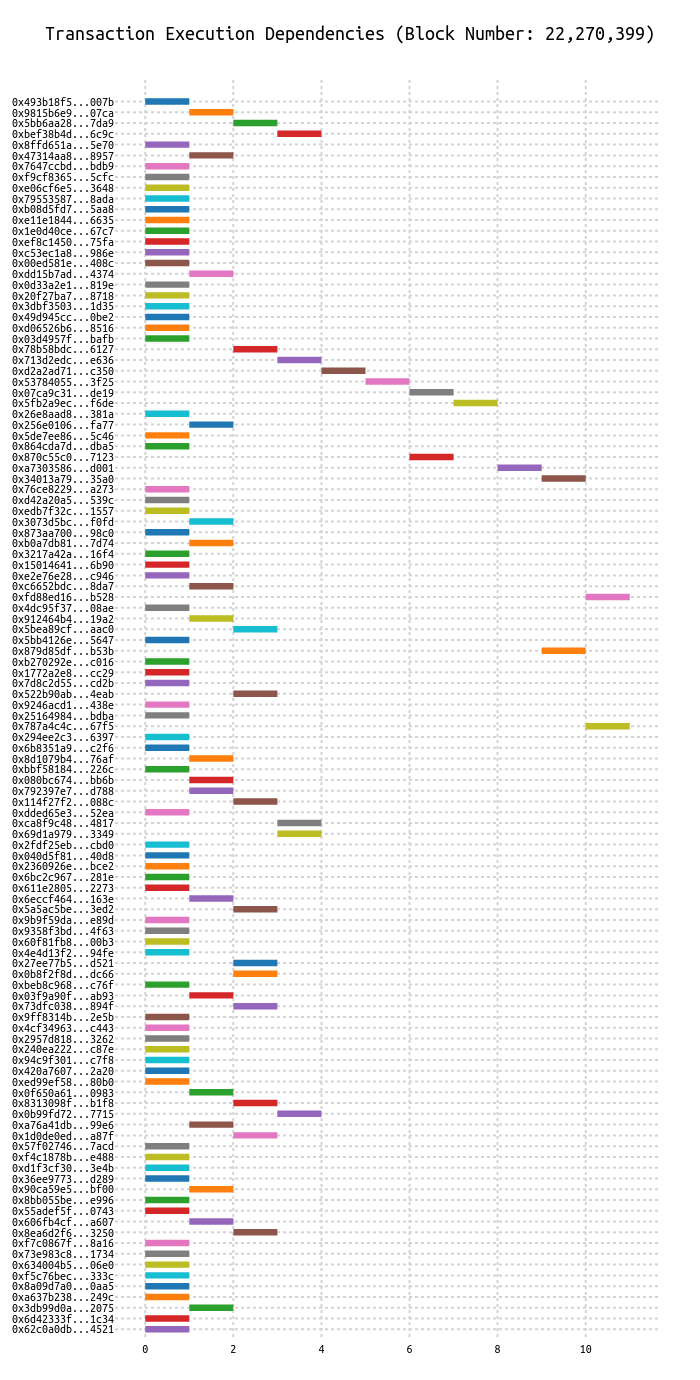 Transaction Execution Dependencies (Block Number: 22,270,399)
0x493b18f5...007b
0x9815b6e9...07ca
0x5bb6aa28...7da9
0xbef38b4d...6c9c
0x8ffd651a...5e70
0x47314aa8...8957
0x7647ccbd...bdb9
0xf9cf8365...5cfc
0xe06cf6e5...3648
0x79553587...8ada
0xb08d5fd7...5aa8
0xe11e1844...6635
0x1e0d40ce...67c7
0xef8c1450...75fa
0xc53ec1a8...986e
0x00ed581e...408c
0xdd15b7ad...4374
0x0d33a2e1...819e
0x20f27ba7...8718
0x3dbf3503...1d35
0x49d945cc...0be2
0xd06526b6...8516
0x03d4957f...bafb
0x78b58bdc...6127
0x713d2edc...e636
0xd2a2ad71...c350
0x53784055...3f25
0x07ca9c31...de19
0x5fb2a9ec...f6de
0x26e8aad8...381a
0x256e0106...fa77
0x5de7ee86...5c46
0x864cda7d...dba5
0x870c55c0...7123
0xa7303586...d001
0x34013a79...35a0
0x76ce8229...a273
0xd42a20a5...539c
0xedb7f32c...1557
0x3073d5bc...f0fd
0x873aa700...98c0
0xb0a7db81...7d74
0x3217a42a...16f4
0x15014641...6b90
0xe2e76e28...c946
0xc6652bdc...8da7
0xfd88ed16...b528
0x4dc95f37...08ae
0x912464b4...19a2
0x5bea89cf...aac0
0x5bb4126e...5647
0x879d85df...b53b
0xb270292e...c016
0x1772a2e8...cc29
0x7d8c2d55...cd2b
0x522b90ab...4eab
0x9246acd1...438e
0x25164984...bdba
0x787a4c4c...67f5
0x294ee2c3...6397
0x6b8351a9...c2f6
0x8d1079b4...76af
0xbbf58184...226c
0x080bc674...bb6b
0x792397e7...d788
0x114f27f2...088c
0xdded65e3...52ea
0xca8f9c48...4817
0x69d1a979...3349
0x2fdf25eb...cbd0
0x040d5f81...40d8
0x2360926e...bce2
0x6bc2c967...281e
0x611e2805...2273
0x6eccf464...163e
0x5a5ac5be...3ed2
0x9b9f59da...e89d
0x9358f3bd...4f63
0x60f81fb8...00b3
0x4e4d13f2...94fe
0x27ee77b5...d521
0x0b8f2f8d...dc66
0xbeb8c968...c76f
0x03f9a90f...ab93
0x73dfc038...894f
0x9ff8314b...2e5b
0x4cf34963...c443
0x2957d818...3262
0x240ea222...c87e
0x94c9f301...c7f8
0x420a7607...2a20
0xed99ef58...80b0
0x0f650a61...0983
0x8313098f...b1f8
0x0b99fd72...7715
0xa76a41db...99e6
0x1d0de0ed...a87f
0x57f02746...7acd
0xf4c1878b...e488
0xd1f3cf30...3e4b
0x36ee9773...d289
0x90ca59e5...bf00
0x8bb055be...e996
0x55adef5f...0743
0x606fb4cf...a607
0x8ea6d2f6...3250
0xf7c0867f...8a16
0x73e983c8...1734
0x634004b5...06e0
0xf5c76bec...333c
0x8a09d7a0...0aa5
0xa637b238...249c
0x3db99d0a...2075
0x6d42333f...1c34
0x62c0a0db...4521
0 2 4 6 8 10